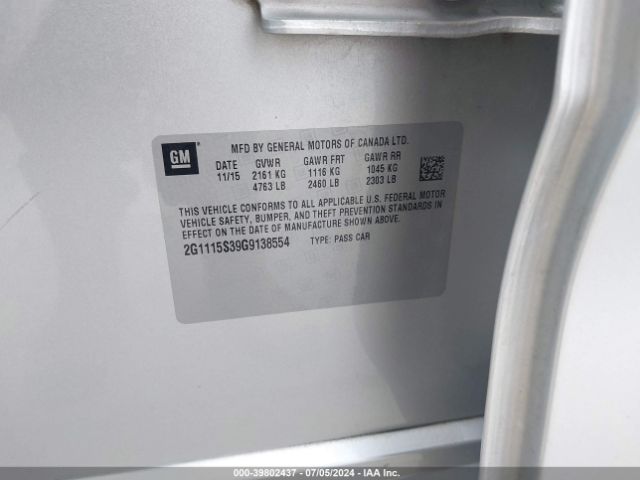 GM
MFD BY GENERAL MOTORS OF CANADA LTD.
DATE GVWR GAWR FRT GAWR RR
11/15 2161 KG 1116 KG 1045 KG
4763 LB 2460 LB 2303 LB
THIS VEHICLE CONFORMS TO ALL APPLICABLE U.S. FEDERAL MOTOR
VEHICLE SAFETY, BUMPER, AND THEFT PREVENTION STANDARDS IN
EFFECT ON THE DATE OF MANUFACTURE SHOWN ABOVE.
2G1115S39G9138554 TYPE: PASS CAR
000-39802437 - 07/05/2024 - IAA Inc.